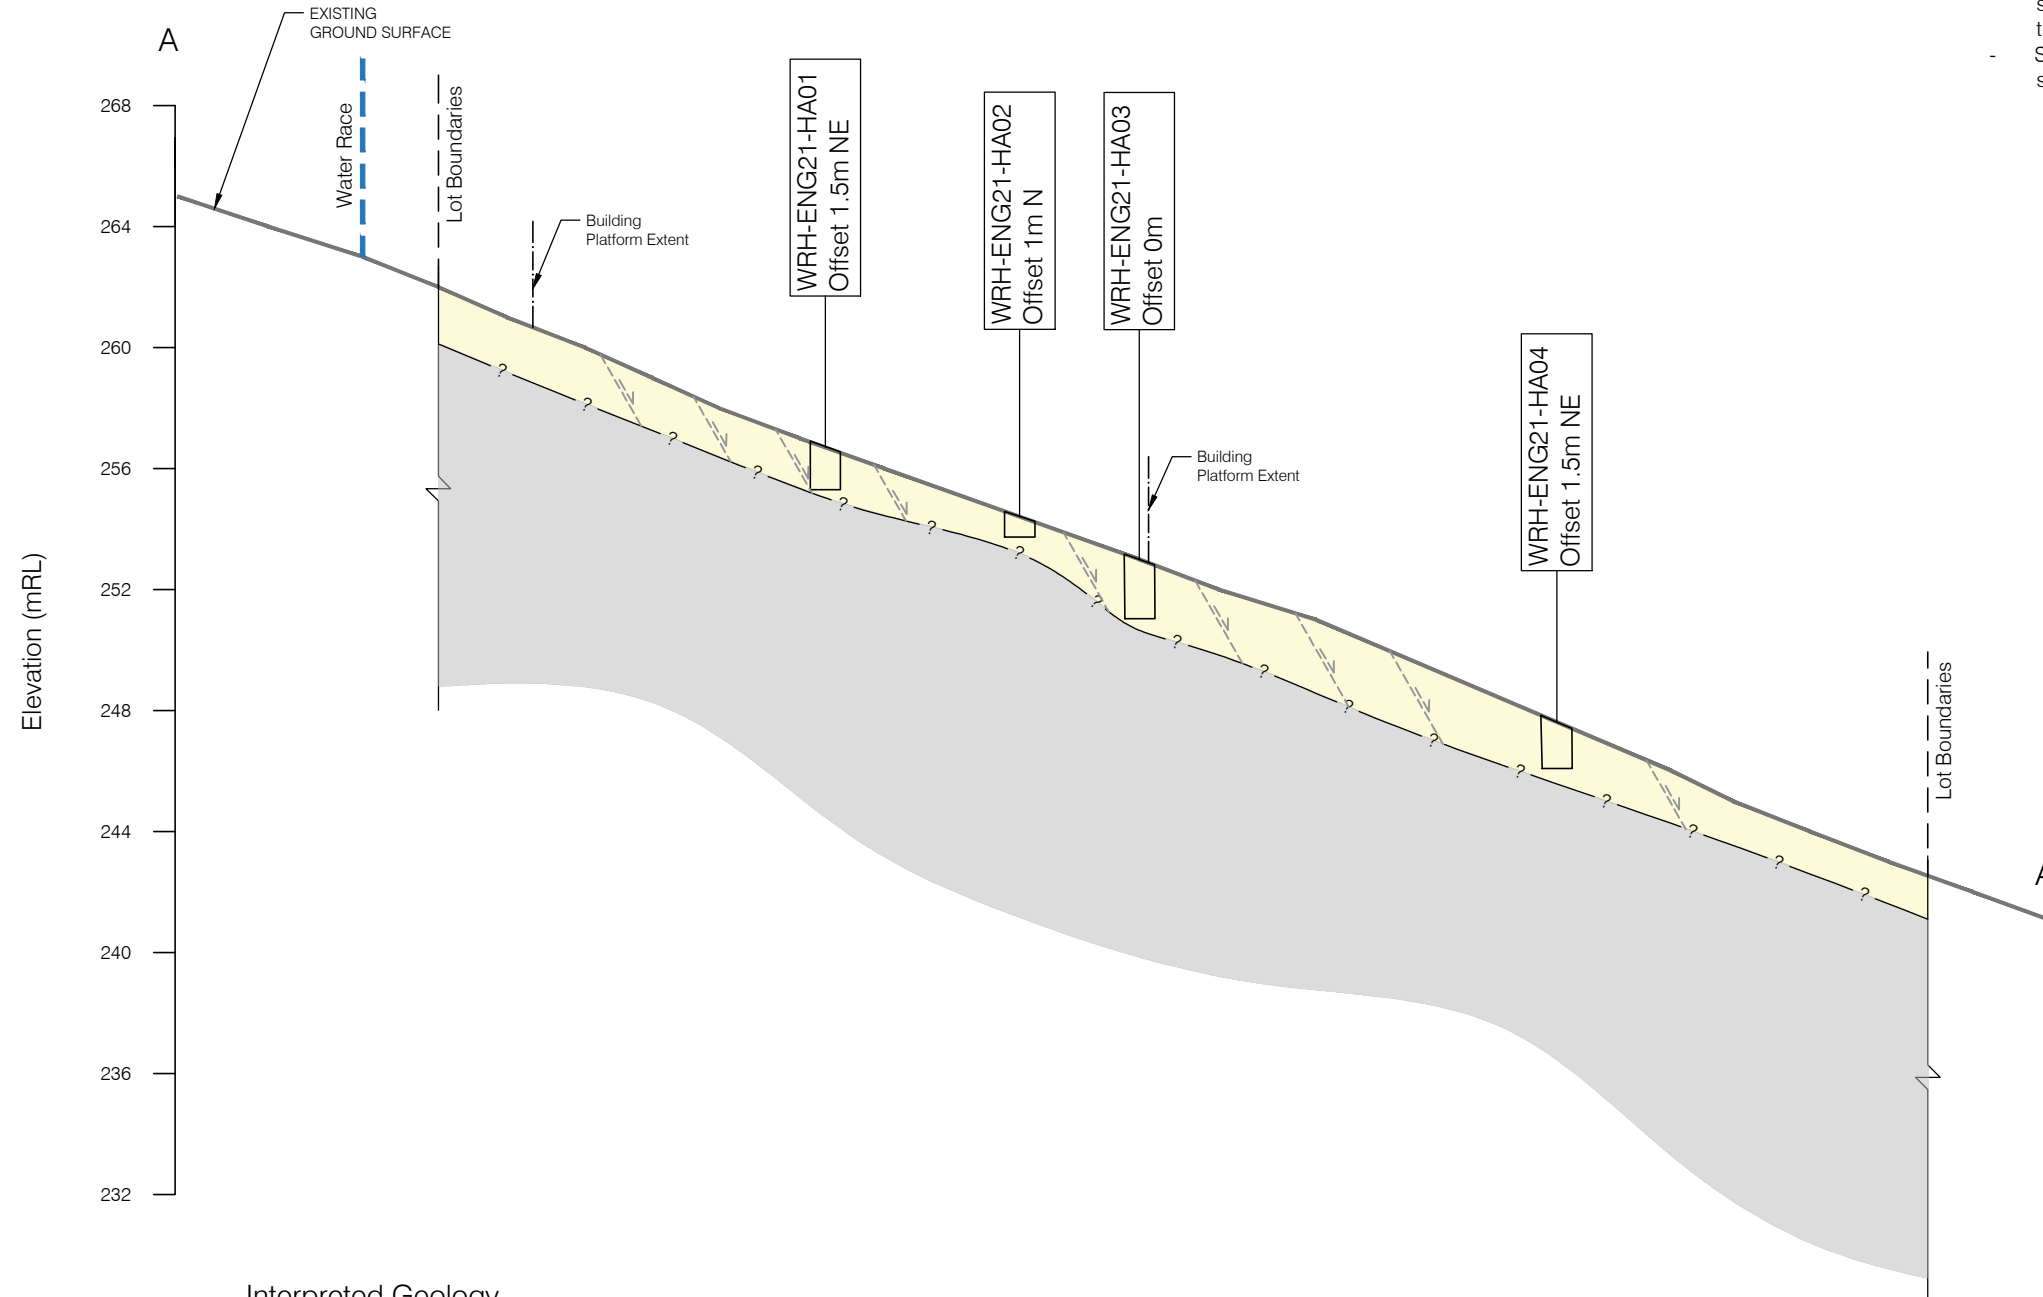 EXISTING
GROUND SURFACE
A
Water Race
Lot Boundaries
Building
Platform Extent
WRH-ENG21-HA01
Offset 1.5m NE
WRH-ENG21-HA02
Offset 1m N
WRH-ENG21-HA03
Offset 0m
Building
Platform Extent
WRH-ENG21-HA04
Offset 1.5m NE
Lot Boundaries
Elevation (mRL)
268
264
260
256
252
248
244
240
236
232
? ? ? ? ? ? ? ? ? ? ? ? ? ? ? ? ?
Interpreted Geology